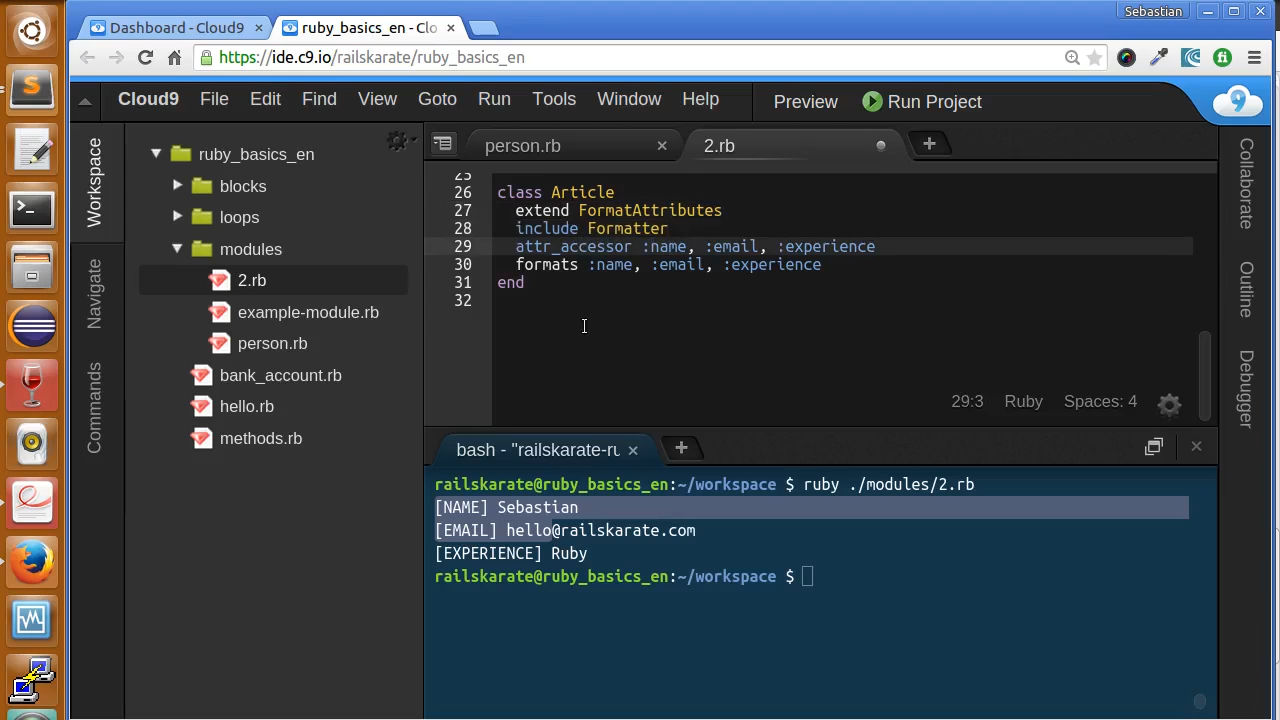 Sebastian
Dashboard - Cloud9
ruby_basics_en - Clo
https://ide.c9.io/railskarate/ruby_basics_en
Cloud9 File Edit Find View Goto Run Tools Window Help Preview Run Project
Workspace
Navigate
Commands
ruby_basics_en
blocks
loops
modules
2.rb
example-module.rb
person.rb
bank_account.rb
hello.rb
methods.rb
person.rb
2.rb
25
26 class Article
27 extend FormatAttributes
28 include Formatter
29 attr_accessor :name, :email, :experience
30 formats :name, :email, :experience
31 end
32
29:3 Ruby Spaces: 4
bash - "railskarate-ru
railskarate@ruby_basics_en:~/workspace $ ruby ./modules/2.rb
[NAME] Sebastian
[EMAIL] hello@railskarate.com
[EXPERIENCE] Ruby
railskarate@ruby_basics_en:~/workspace $
Collaborate
Outline
Debugger